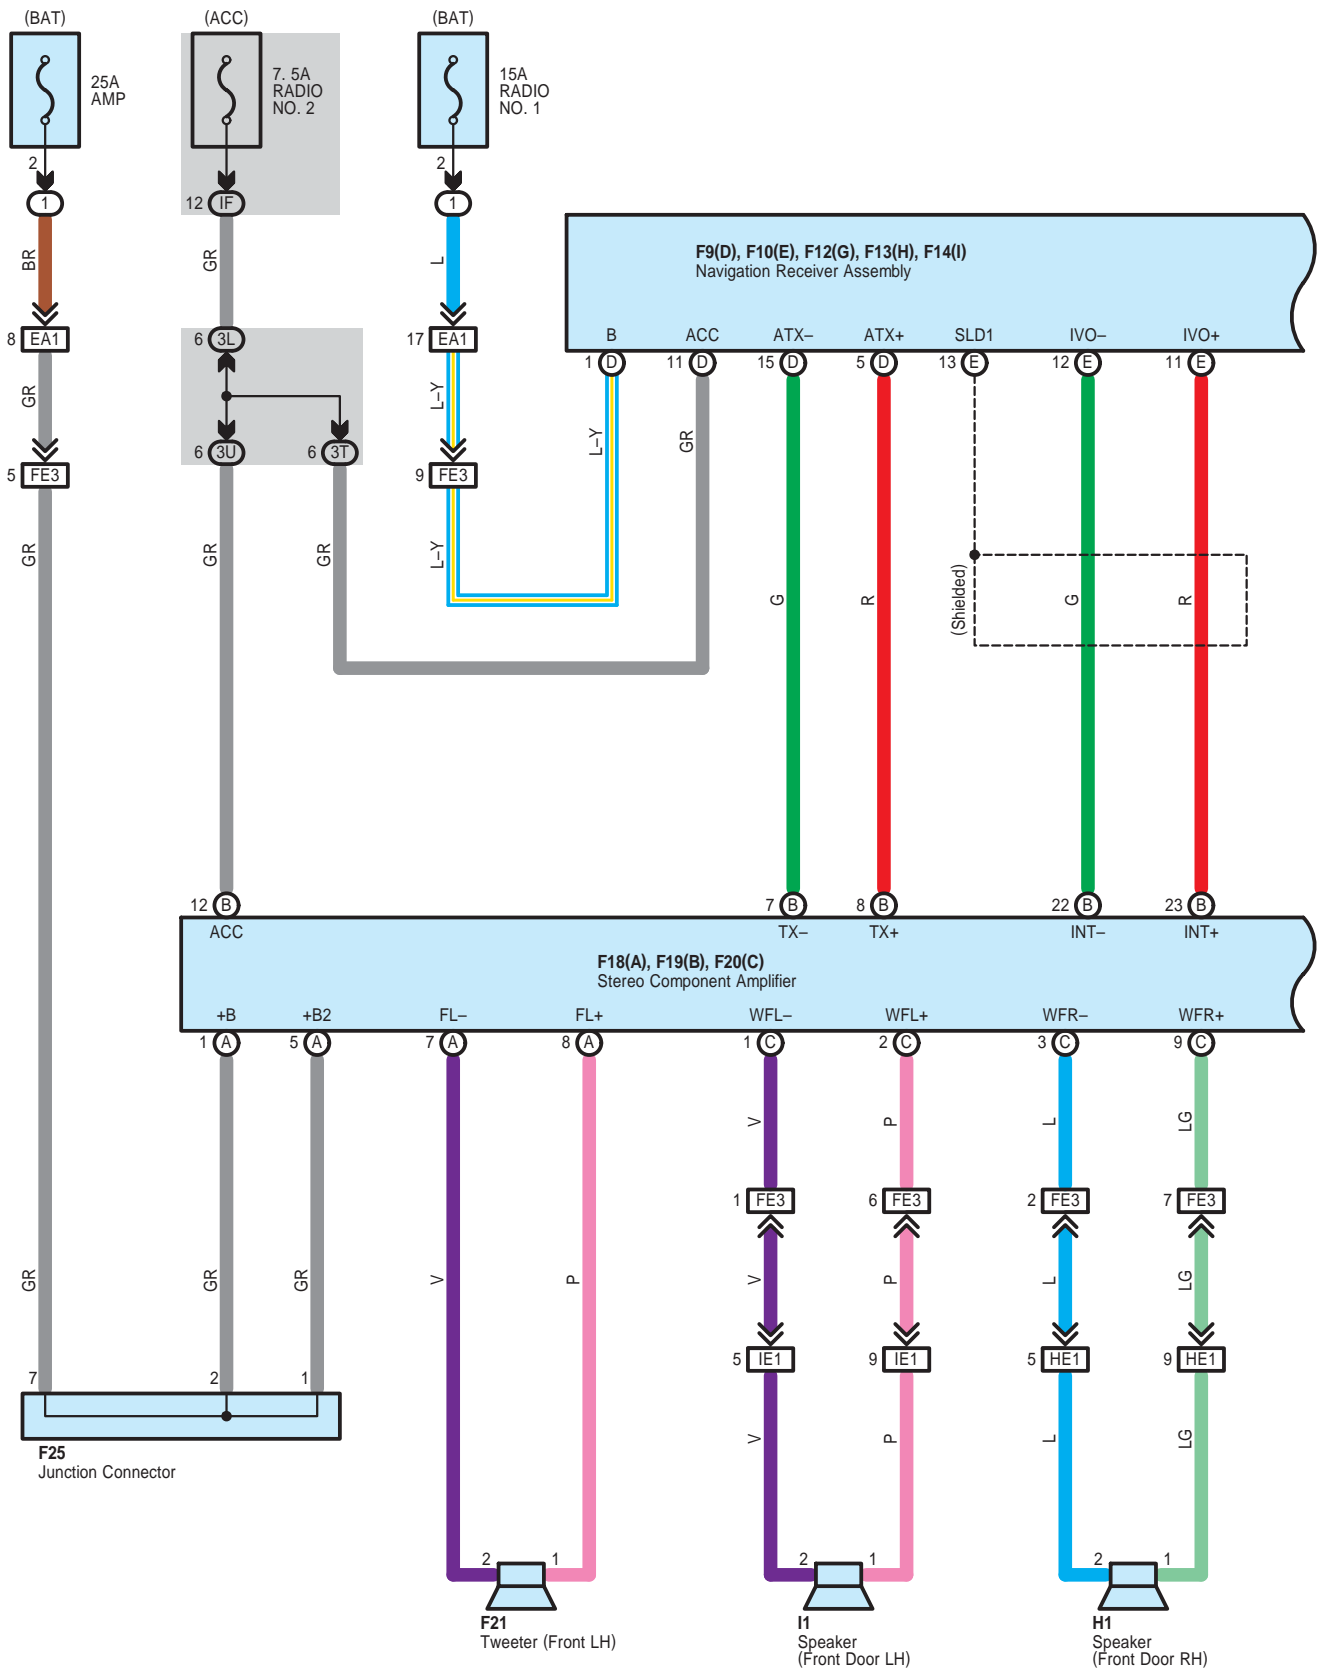 (BAT) (ACC) (BAT)
25A
AMP
7. 5A
RADIO
NO. 2
15A
RADIO
NO. 1
2 2
1 12 IF 1
BR GR L
F9(D), F10(E), F12(G), F13(H), F14(I)
Navigation Receiver Assembly
B ACC ATX– ATX+ SLD1 IVO– IVO+
8 EA1 6 3L 17 EA1
1 D 11 D 15 D 5 D 13 E 12 E 11 E
GR L–Y L–Y GR
6 3U 6 3T
5 FE3 9 FE3
GR GR GR L–Y
G R (Shielded) G R
12 B 7 B 8 B 22 B 23 B
ACC TX– TX+ INT– INT+
F18(A), F19(B), F20(C)
Stereo Component Amplifier
+B +B2 FL– FL+ WFL– WFL+ WFR– WFR+
1 A 5 A 7 A 8 A 1 C 2 C 3 C 9 C
V P L LG
1 FE3 6 FE3 2 FE3 7 FE3
GR GR GR V P V P L LG
5 IE1 9 IE1 5 HE1 9 HE1
7 2 1
V P L LG
F25
Junction Connector
2 1 2 1 2 1
F21
Tweeter (Front LH)
I1
Speaker
(Front Door LH)
H1
Speaker
(Front Door RH)